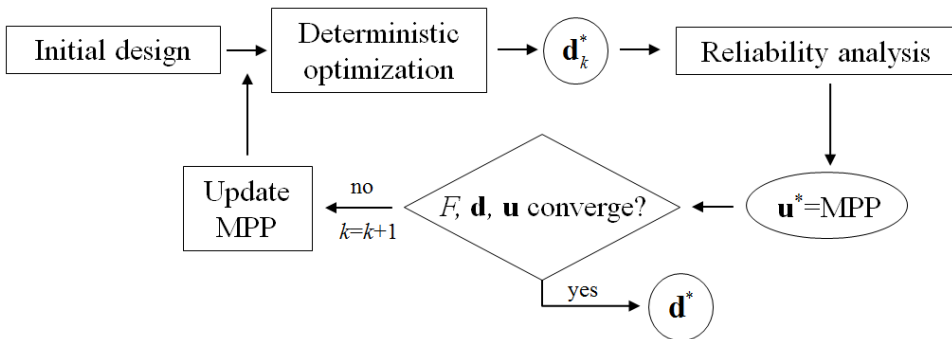 Initial design
Deterministic
optimization
d*k
Reliability analysis
Update
MPP
no
k=k+1
F, d, u converge?
u*=MPP
yes
d*